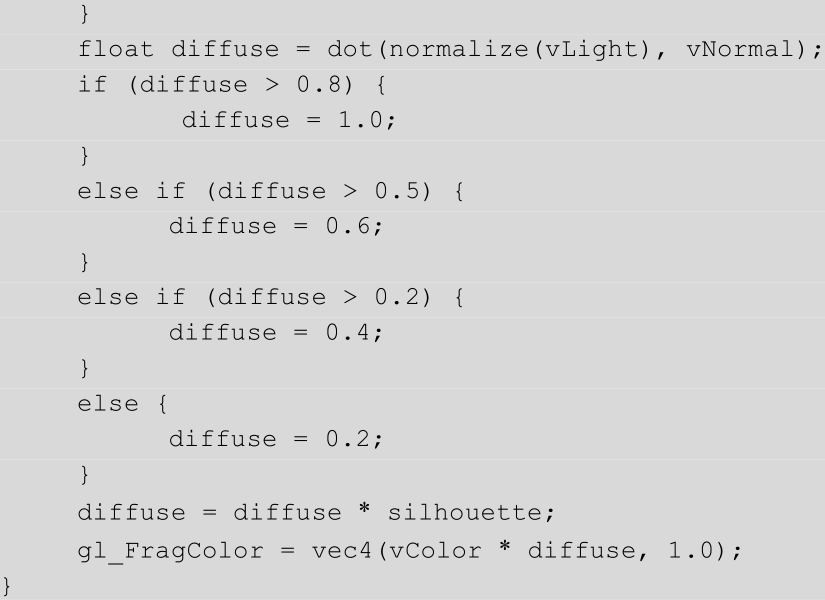 }
float diffuse = dot(normalize(vLight), vNormal);
if (diffuse > 0.8) {
diffuse = 1.0;
}
else if (diffuse > 0.5) {
diffuse = 0.6;
}
else if (diffuse > 0.2) {
diffuse = 0.4;
}
else {
diffuse = 0.2;
}
diffuse = diffuse * silhouette;
gl_FragColor = vec4(vColor * diffuse, 1.0);
}